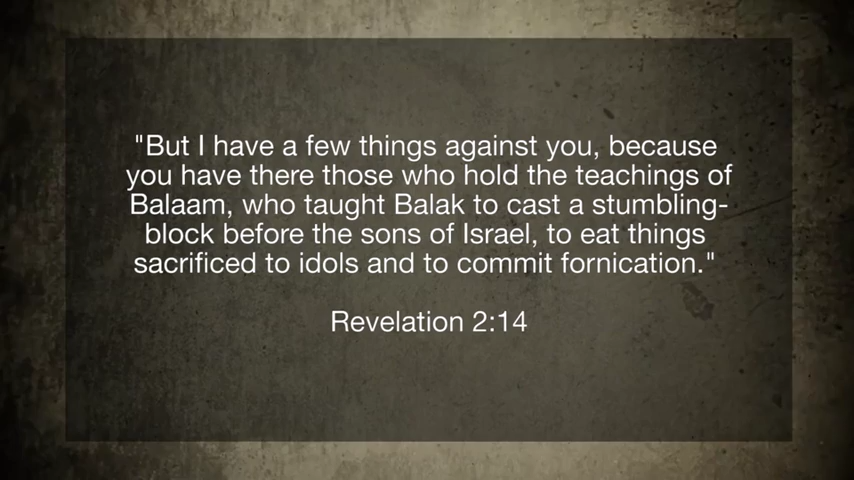 "But I have a few things against you, because
you have there those who hold the teachings of
Balaam, who taught Balak to cast a stumbling-
block before the sons of Israel, to eat things
sacrificed to idols and to commit fornication."
Revelation 2:14